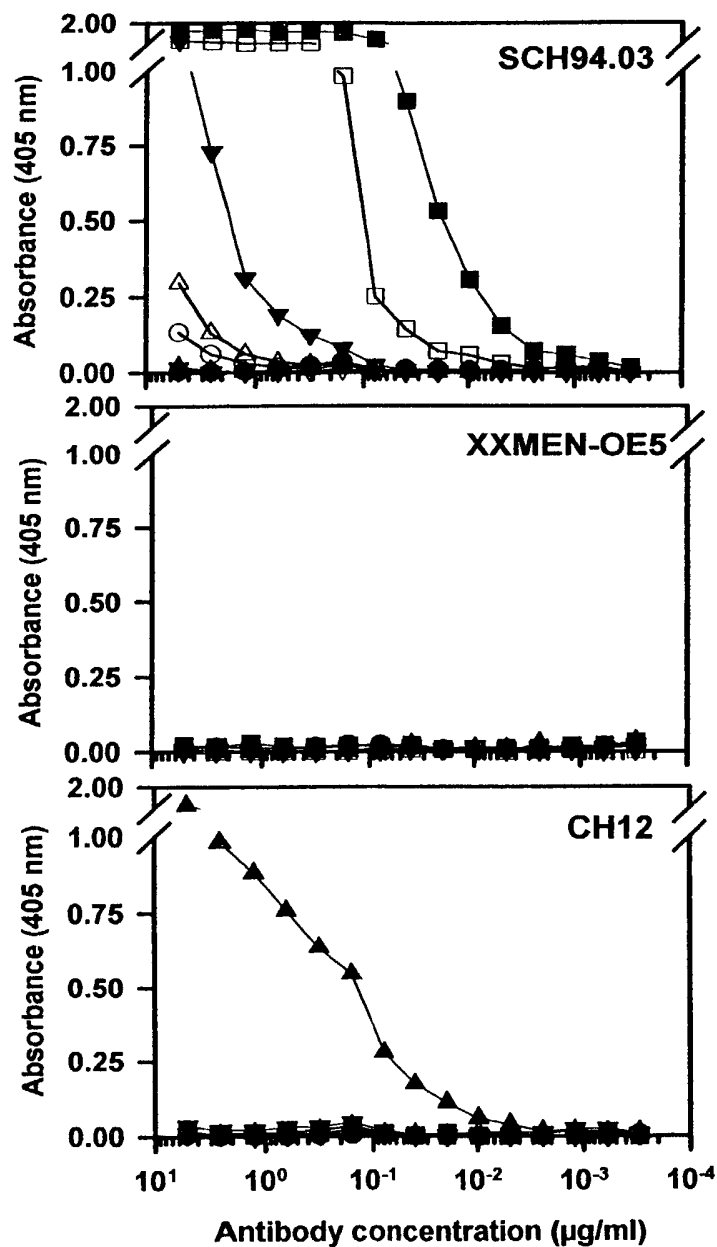 2.00
SCH94.03
1.00
0.75
0.50
0.25
0.00
Absorbance (405 nm)
2.00
XXMEN-OE5
1.00
0.75
0.50
0.25
0.00
Absorbance (405 nm)
2.00
CH12
1.00
0.75
0.50
0.25
0.00
Absorbance (405 nm)
10¹ 10⁰ 10⁻¹ 10⁻² 10⁻³ 10⁻⁴
Antibody concentration (µg/ml)